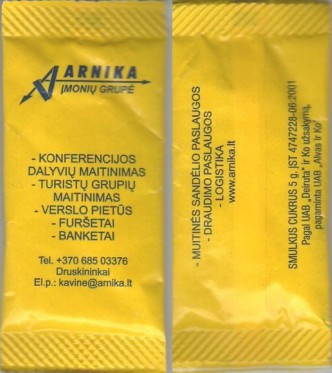 ARNIKA
ĮMONIŲ GRUPĖ
- KONFERENCIJOS
DALYVIŲ MAITINIMAS
- TURISTŲ GRUPIŲ
MAITINIMAS
- VERSLO PIETŪS
- FURŠETAI
- BANKETAI
Tel. +370 685 03376
Druskininkai
El.p.: kavine@arnika.lt
- MUITINĖS SANDĖLIO PASLAUGOS
- DRAUDIMO PASLAUGOS
- LOGISTIKA
www.arnika.lt
SMULKUS CUKRUS 5 g. ĮST 4747228-06:2001
Pagal UAB „Deiruta" ir Ko užsakymą,
pagaminta UAB „Alvas ir Ko"